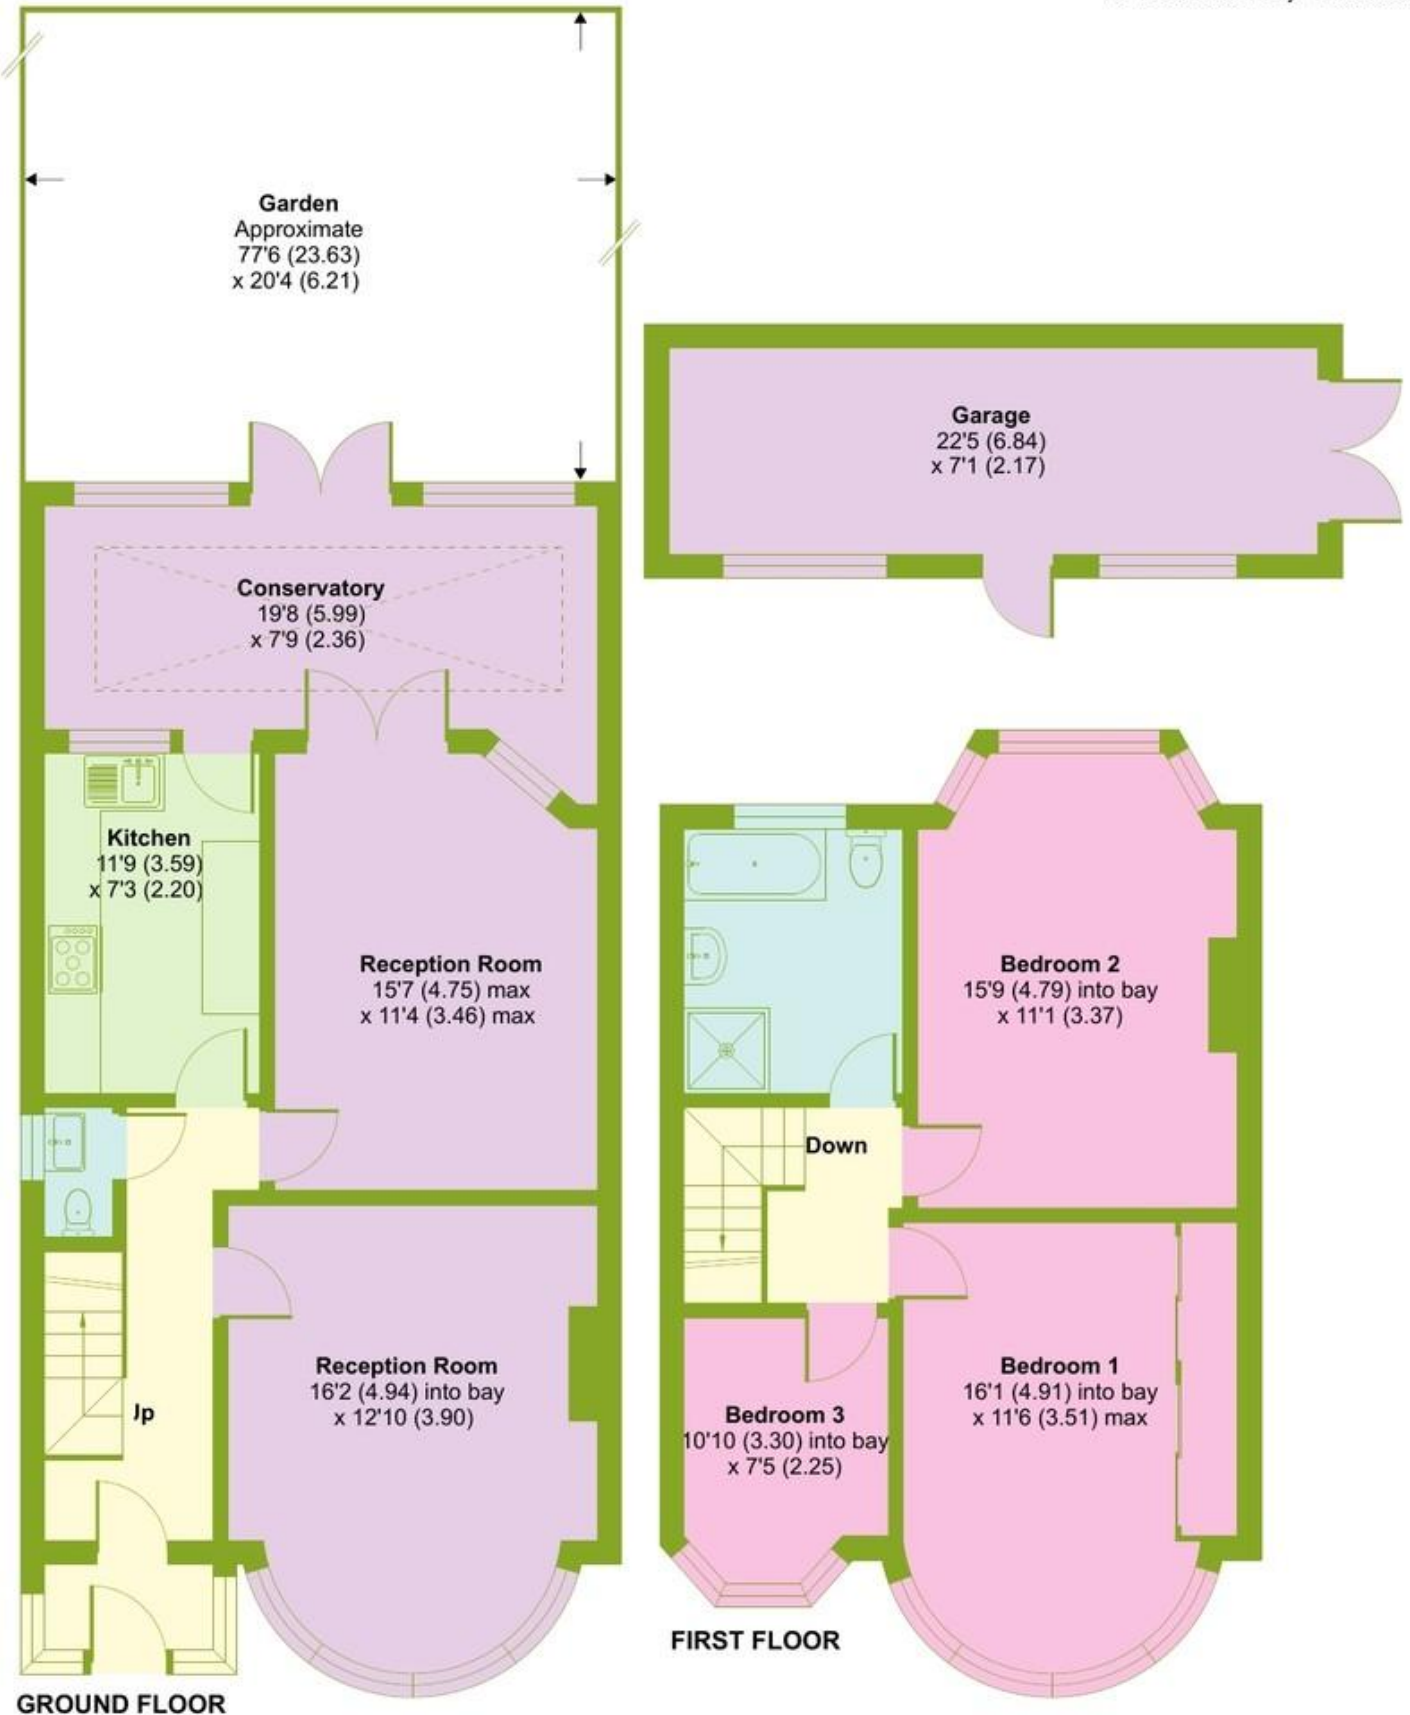 Garden
Approximate
77'6 (23.63)
x 20'4 (6.21)
Garage
22'5 (6.84)
x 7'1 (2.17)
Conservatory
19'8 (5.99)
x 7'9 (2.36)
Kitchen
11'9 (3.59)
x 7'3 (2.20)
Reception Room
15'7 (4.75) max
x 11'4 (3.46) max
Bedroom 2
15'9 (4.79) into bay
x 11'1 (3.37)
Down
Reception Room
16'2 (4.94) into bay
x 12'10 (3.90)
Up
Bedroom 1
16'1 (4.91) into bay
x 11'6 (3.51) max
Bedroom 3
10'10 (3.30) into bay
x 7'5 (2.25)
FIRST FLOOR
GROUND FLOOR